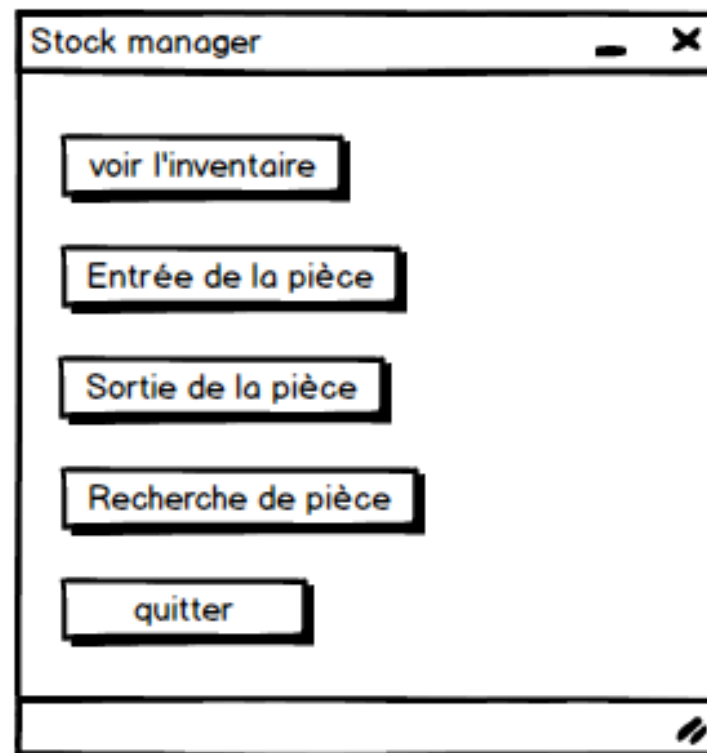 Stock manager
voir l'inventaire
Entrée de la pièce
Sortie de la pièce
Recherche de pièce
quitter